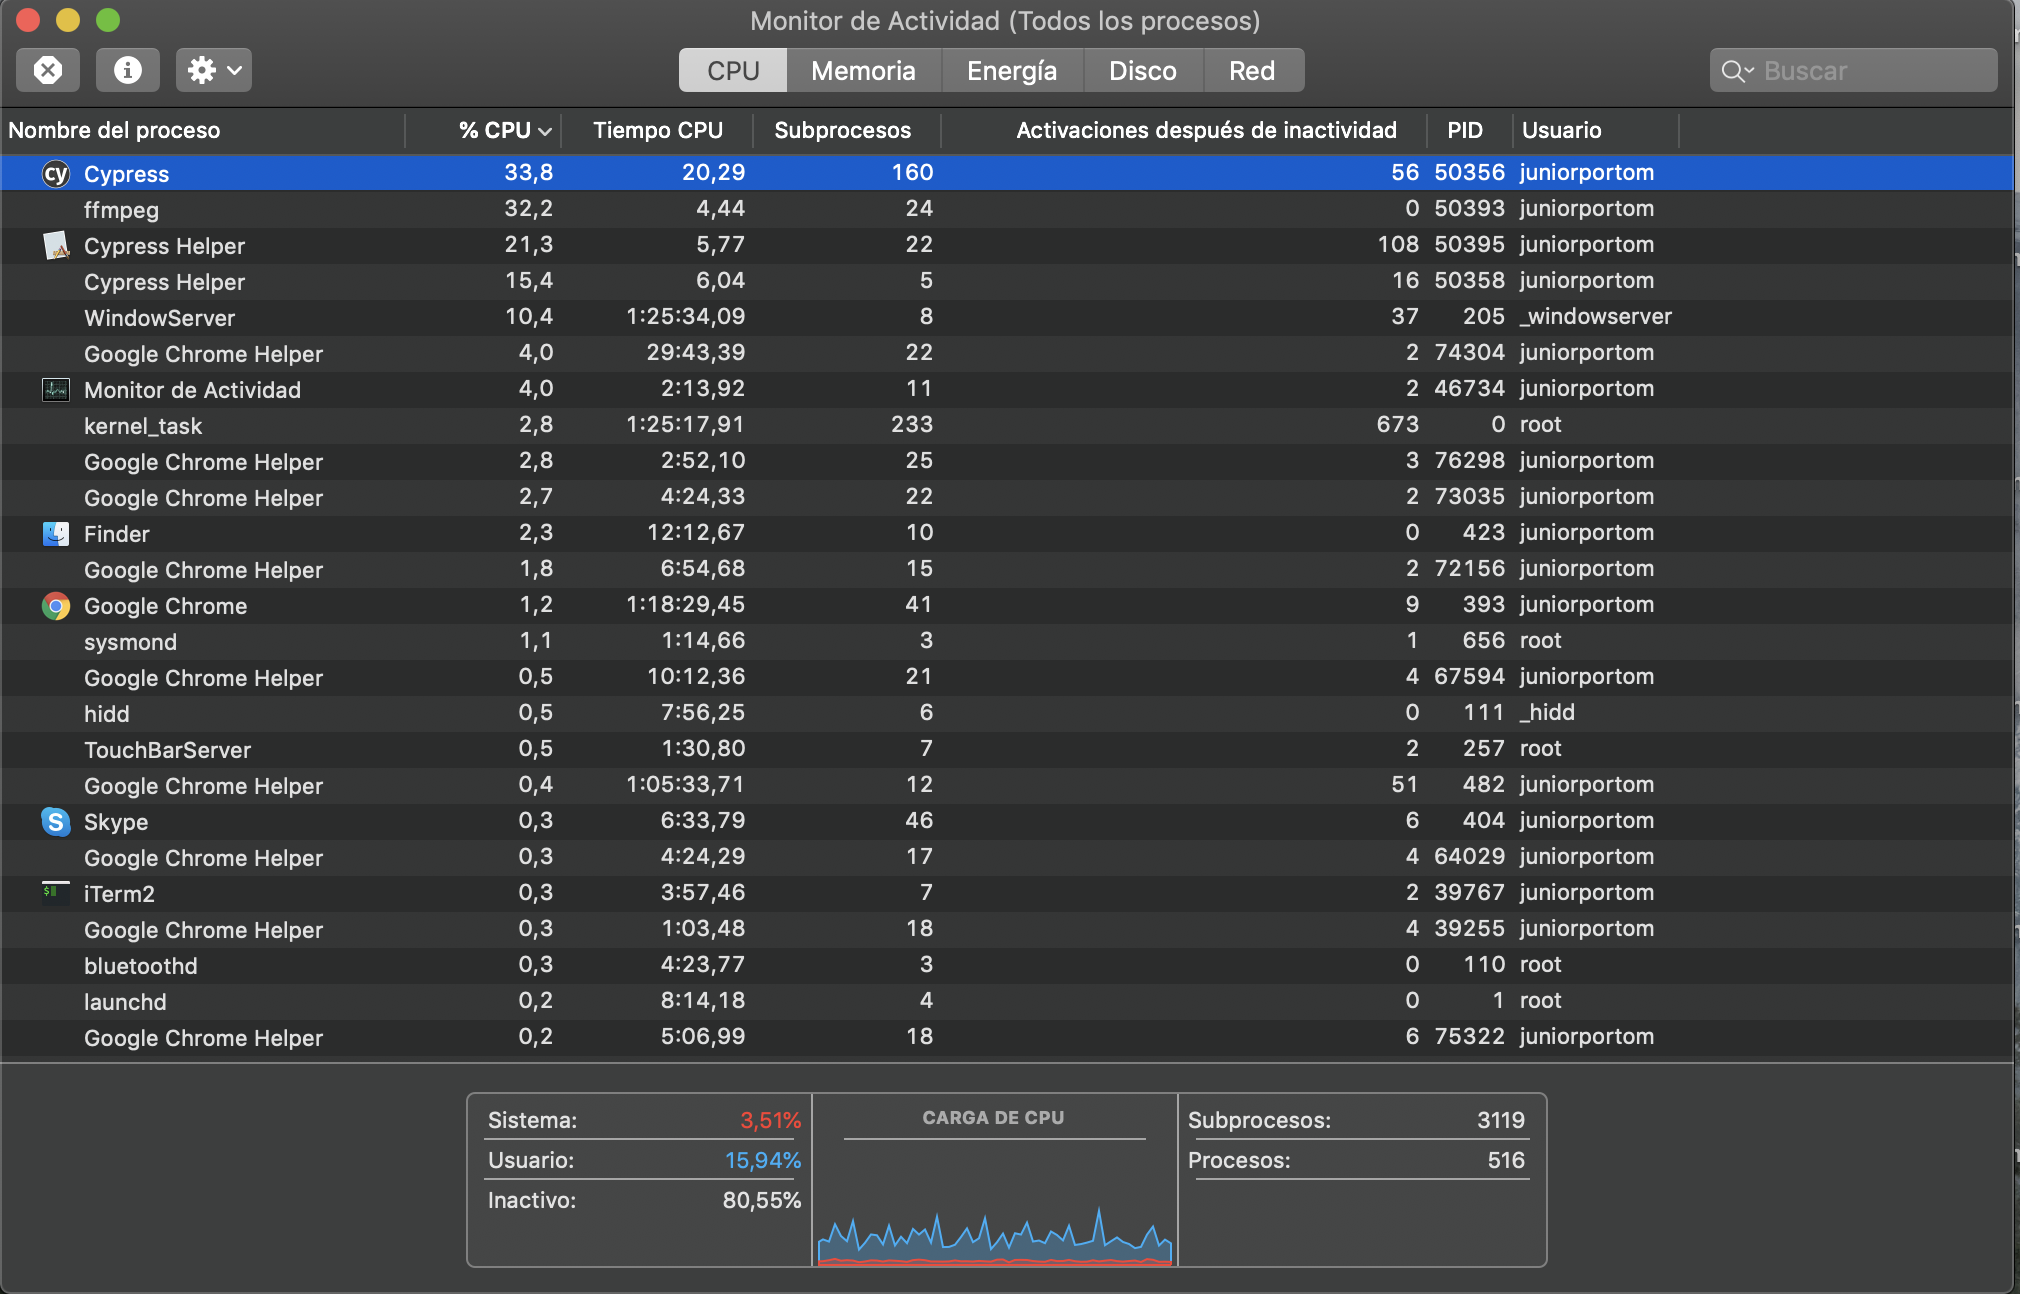 Monitor de Actividad (Todos los procesos)
CPU Memoria Energía Disco Red Buscar
Nombre del proceso % CPU Tiempo CPU Subprocesos Activaciones después de inactividad PID Usuario
cy Cypress 33,8 20,29 160 56 50356 juniorportom
ffmpeg 32,2 4,44 24 0 50393 juniorportom
Cypress Helper 21,3 5,77 22 108 50395 juniorportom
Cypress Helper 15,4 6,04 5 16 50358 juniorportom
WindowServer 10,4 1:25:34,09 8 37 205 _windowserver
Google Chrome Helper 4,0 29:43,39 22 2 74304 juniorportom
Monitor de Actividad 4,0 2:13,92 11 2 46734 juniorportom
kernel_task 2,8 1:25:17,91 233 673 0 root
Google Chrome Helper 2,8 2:52,10 25 3 76298 juniorportom
Google Chrome Helper 2,7 4:24,33 22 2 73035 juniorportom
Finder 2,3 12:12,67 10 0 423 juniorportom
Google Chrome Helper 1,8 6:54,68 15 2 72156 juniorportom
Google Chrome 1,2 1:18:29,45 41 9 393 juniorportom
sysmond 1,1 1:14,66 3 1 656 root
Google Chrome Helper 0,5 10:12,36 21 4 67594 juniorportom
hidd 0,5 7:56,25 6 0 111 _hidd
TouchBarServer 0,5 1:30,80 7 2 257 root
Google Chrome Helper 0,4 1:05:33,71 12 51 482 juniorportom
S Skype 0,3 6:33,79 46 6 404 juniorportom
Google Chrome Helper 0,3 4:24,29 17 4 64029 juniorportom
$ iTerm2 0,3 3:57,46 7 2 39767 juniorportom
Google Chrome Helper 0,3 1:03,48 18 4 39255 juniorportom
bluetoothd 0,3 4:23,77 3 0 110 root
launchd 0,2 8:14,18 4 0 1 root
Google Chrome Helper 0,2 5:06,99 18 6 75322 juniorportom
Sistema: 3,51% CARGA DE CPU Subprocesos: 3119
Usuario: 15,94% Procesos: 516
Inactivo: 80,55%